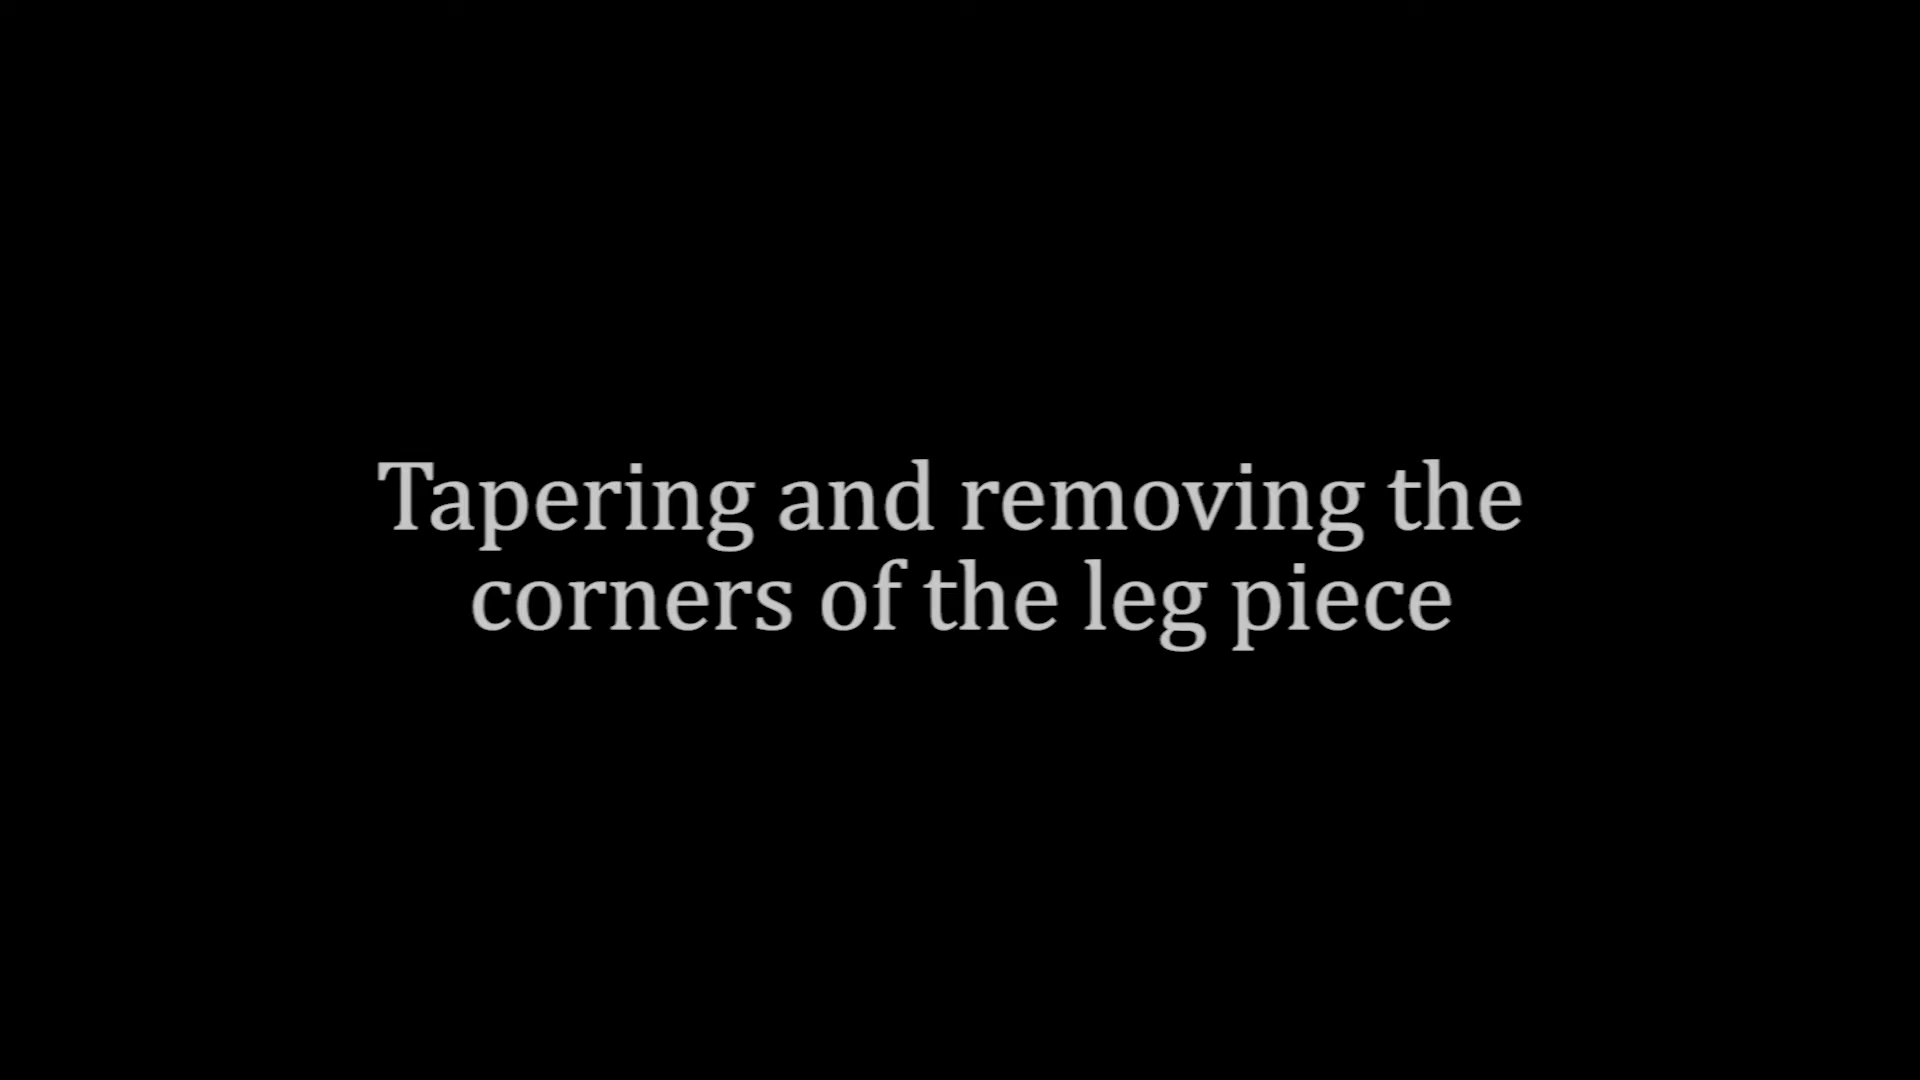 Tapering and removing the
corners of the leg piece